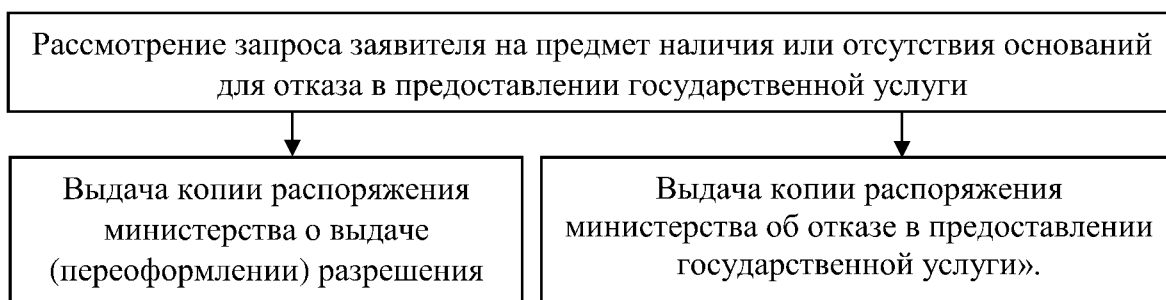 Рассмотрение запроса заявителя на предмет наличия или отсутствия оснований
для отказа в предоставлении государственной услуги
Выдача копии распоряжения
министерства о выдаче
(переоформлении) разрешения
Выдача копии распоряжения
министерства об отказе в предоставлении
государственной услуги».